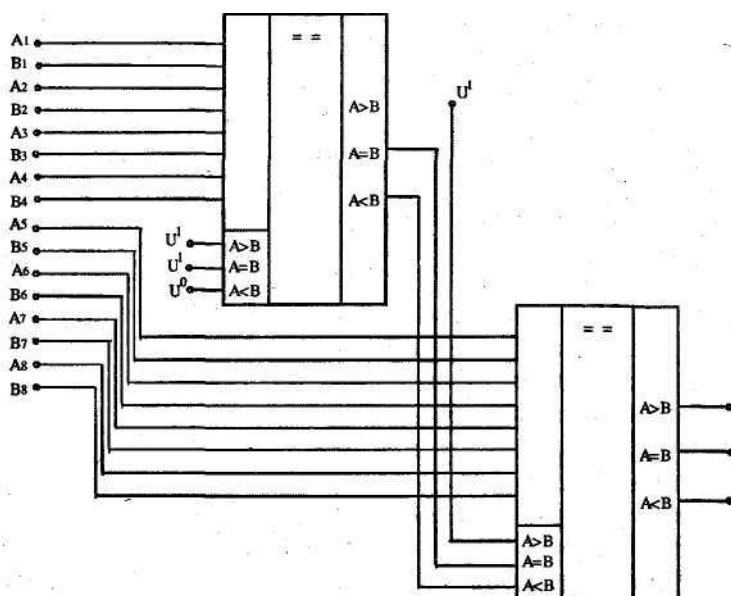 A1
B1
A2
B2
A3
B3
A4
B4
A5
B5
A6
B6
A7
B7
A8
B8
= =
A>B
A=B
A<B
U¹ A>B
U¹ A=B
U⁰ A<B
U¹
= =
A>B
A=B
A<B
A>B
A=B
A<B